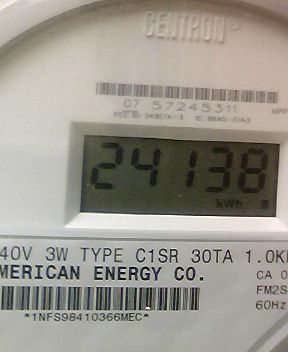 CENTRON®
07 57245311
24138
kWh
40V 3W TYPE C1SR 30TA 1.0K
MERICAN ENERGY CO.
CA 0
FM2S
60Hz
*1NFS98410366MEC*